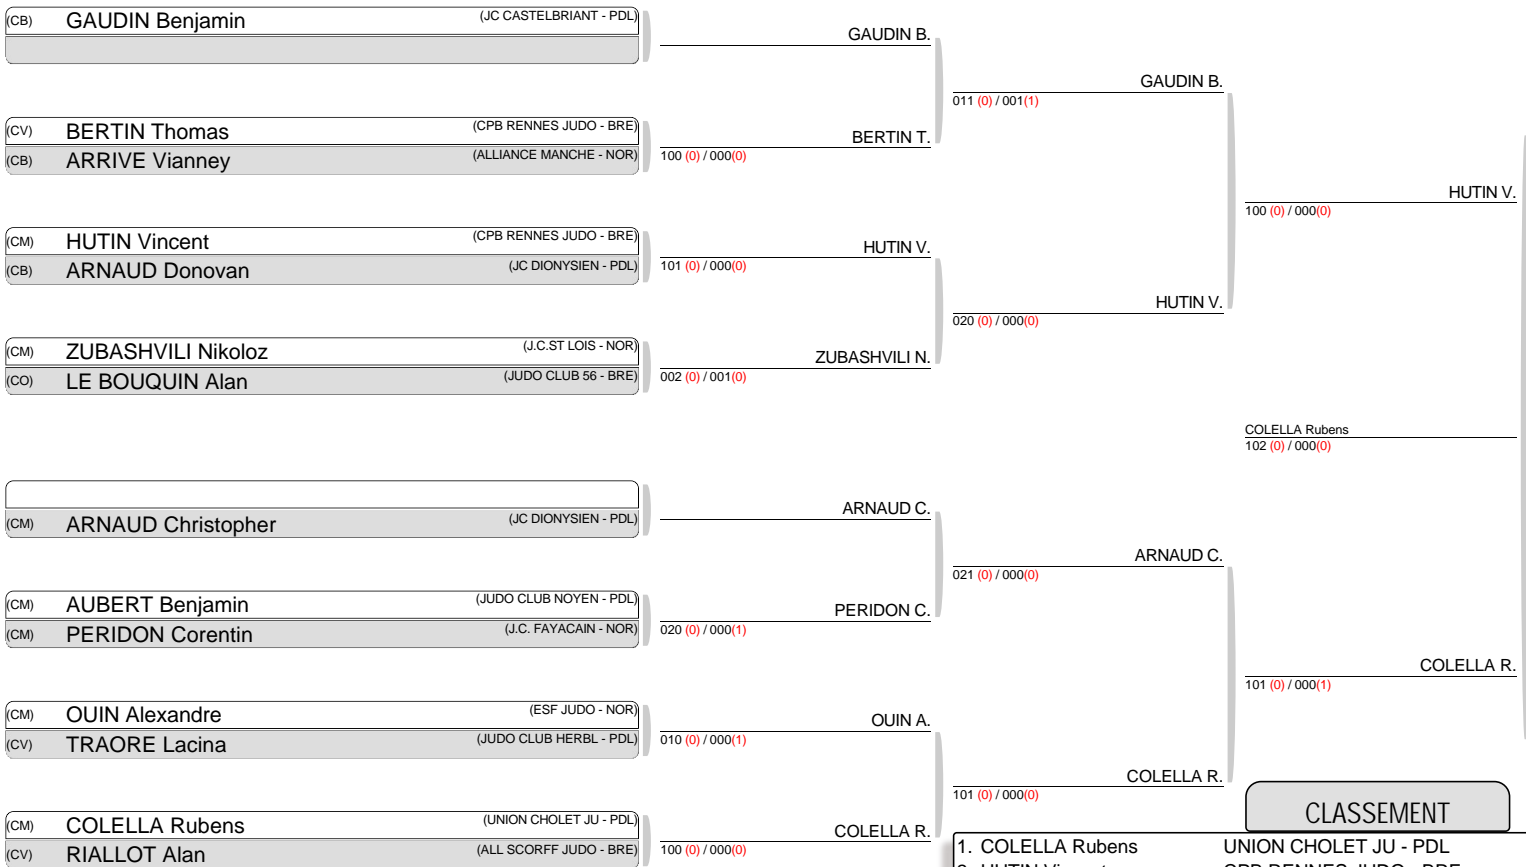 (CB) GAUDIN Benjamin (JC CASTELBRIANT - PDL)
GAUDIN B.
GAUDIN B.
011 (0) / 001(1)
(CV) BERTIN Thomas (CPB RENNES JUDO - BRE)
BERTIN T.
(CB) ARRIVE Vianney (ALLIANCE MANCHE - NOR)
100 (0) / 000(0)
HUTIN V.
100 (0) / 000(0)
(CM) HUTIN Vincent (CPB RENNES JUDO - BRE)
HUTIN V.
(CB) ARNAUD Donovan (JC DIONYSIEN - PDL)
101 (0) / 000(0)
HUTIN V.
020 (0) / 000(0)
(CM) ZUBASHVILI Nikoloz (J.C.ST LOIS - NOR)
ZUBASHVILI N.
(CO) LE BOUQUIN Alan (JUDO CLUB 56 - BRE)
002 (0) / 001(0)
COLELLA Rubens
102 (0) / 000(0)
ARNAUD C.
(CM) ARNAUD Christopher (JC DIONYSIEN - PDL)
ARNAUD C.
021 (0) / 000(0)
(CM) AUBERT Benjamin (JUDO CLUB NOYEN - PDL)
PERIDON C.
(CM) PERIDON Corentin (J.C. FAYACAIN - NOR)
020 (0) / 000(1)
COLELLA R.
101 (0) / 000(1)
(CM) OUIN Alexandre (ESF JUDO - NOR)
OUIN A.
(CV) TRAORE Lacina (JUDO CLUB HERBL - PDL)
010 (0) / 000(1)
COLELLA R.
101 (0) / 000(0)
(CM) COLELLA Rubens (UNION CHOLET JU - PDL)
COLELLA R.
(CV) RIALLOT Alan (ALL SCORFF JUDO - BRE)
100 (0) / 000(0)
CLASSEMENT
1. COLELLA Rubens UNION CHOLET JU - PDL
2. HUTIN Vincent CPB RENNES JUDO - BRE